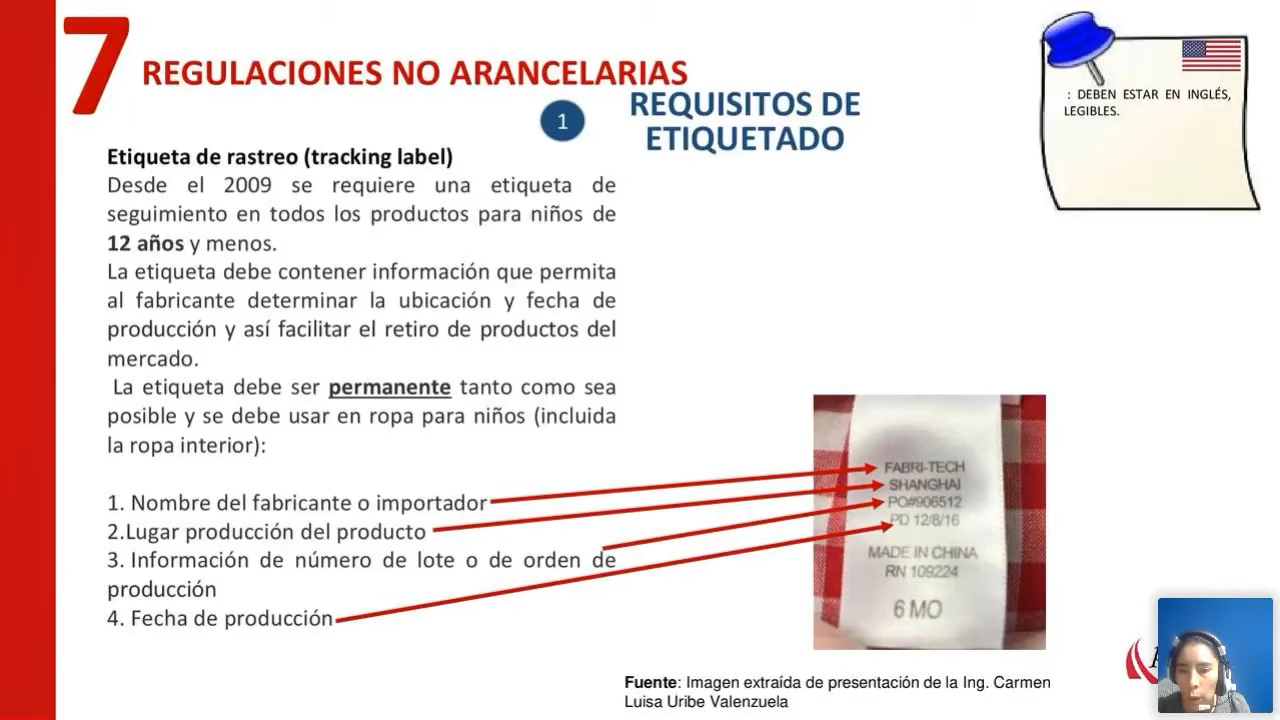 7
REGULACIONES NO ARANCELARIAS
1
REQUISITOS DE
ETIQUETADO
: DEBEN ESTAR EN INGLÉS,
LEGIBLES.
Etiqueta de rastreo (tracking label)
Desde el 2009 se requiere una etiqueta de
seguimiento en todos los productos para niños de
12 años y menos.
La etiqueta debe contener información que permita
al fabricante determinar la ubicación y fecha de
producción y así facilitar el retiro de productos del
mercado.
La etiqueta debe ser permanente tanto como sea
posible y se debe usar en ropa para niños (incluida
la ropa interior):
1. Nombre del fabricante o importador
2.Lugar producción del producto
3. Información de número de lote o de orden de
producción
4. Fecha de producción
FABRI-TECH
SHANGHAI
PO#906512
PD 12/8/16
MADE IN CHINA
RN 109224
6 MO
Fuente: Imagen extraída de presentación de la Ing. Carmen
Luisa Uribe Valenzuela